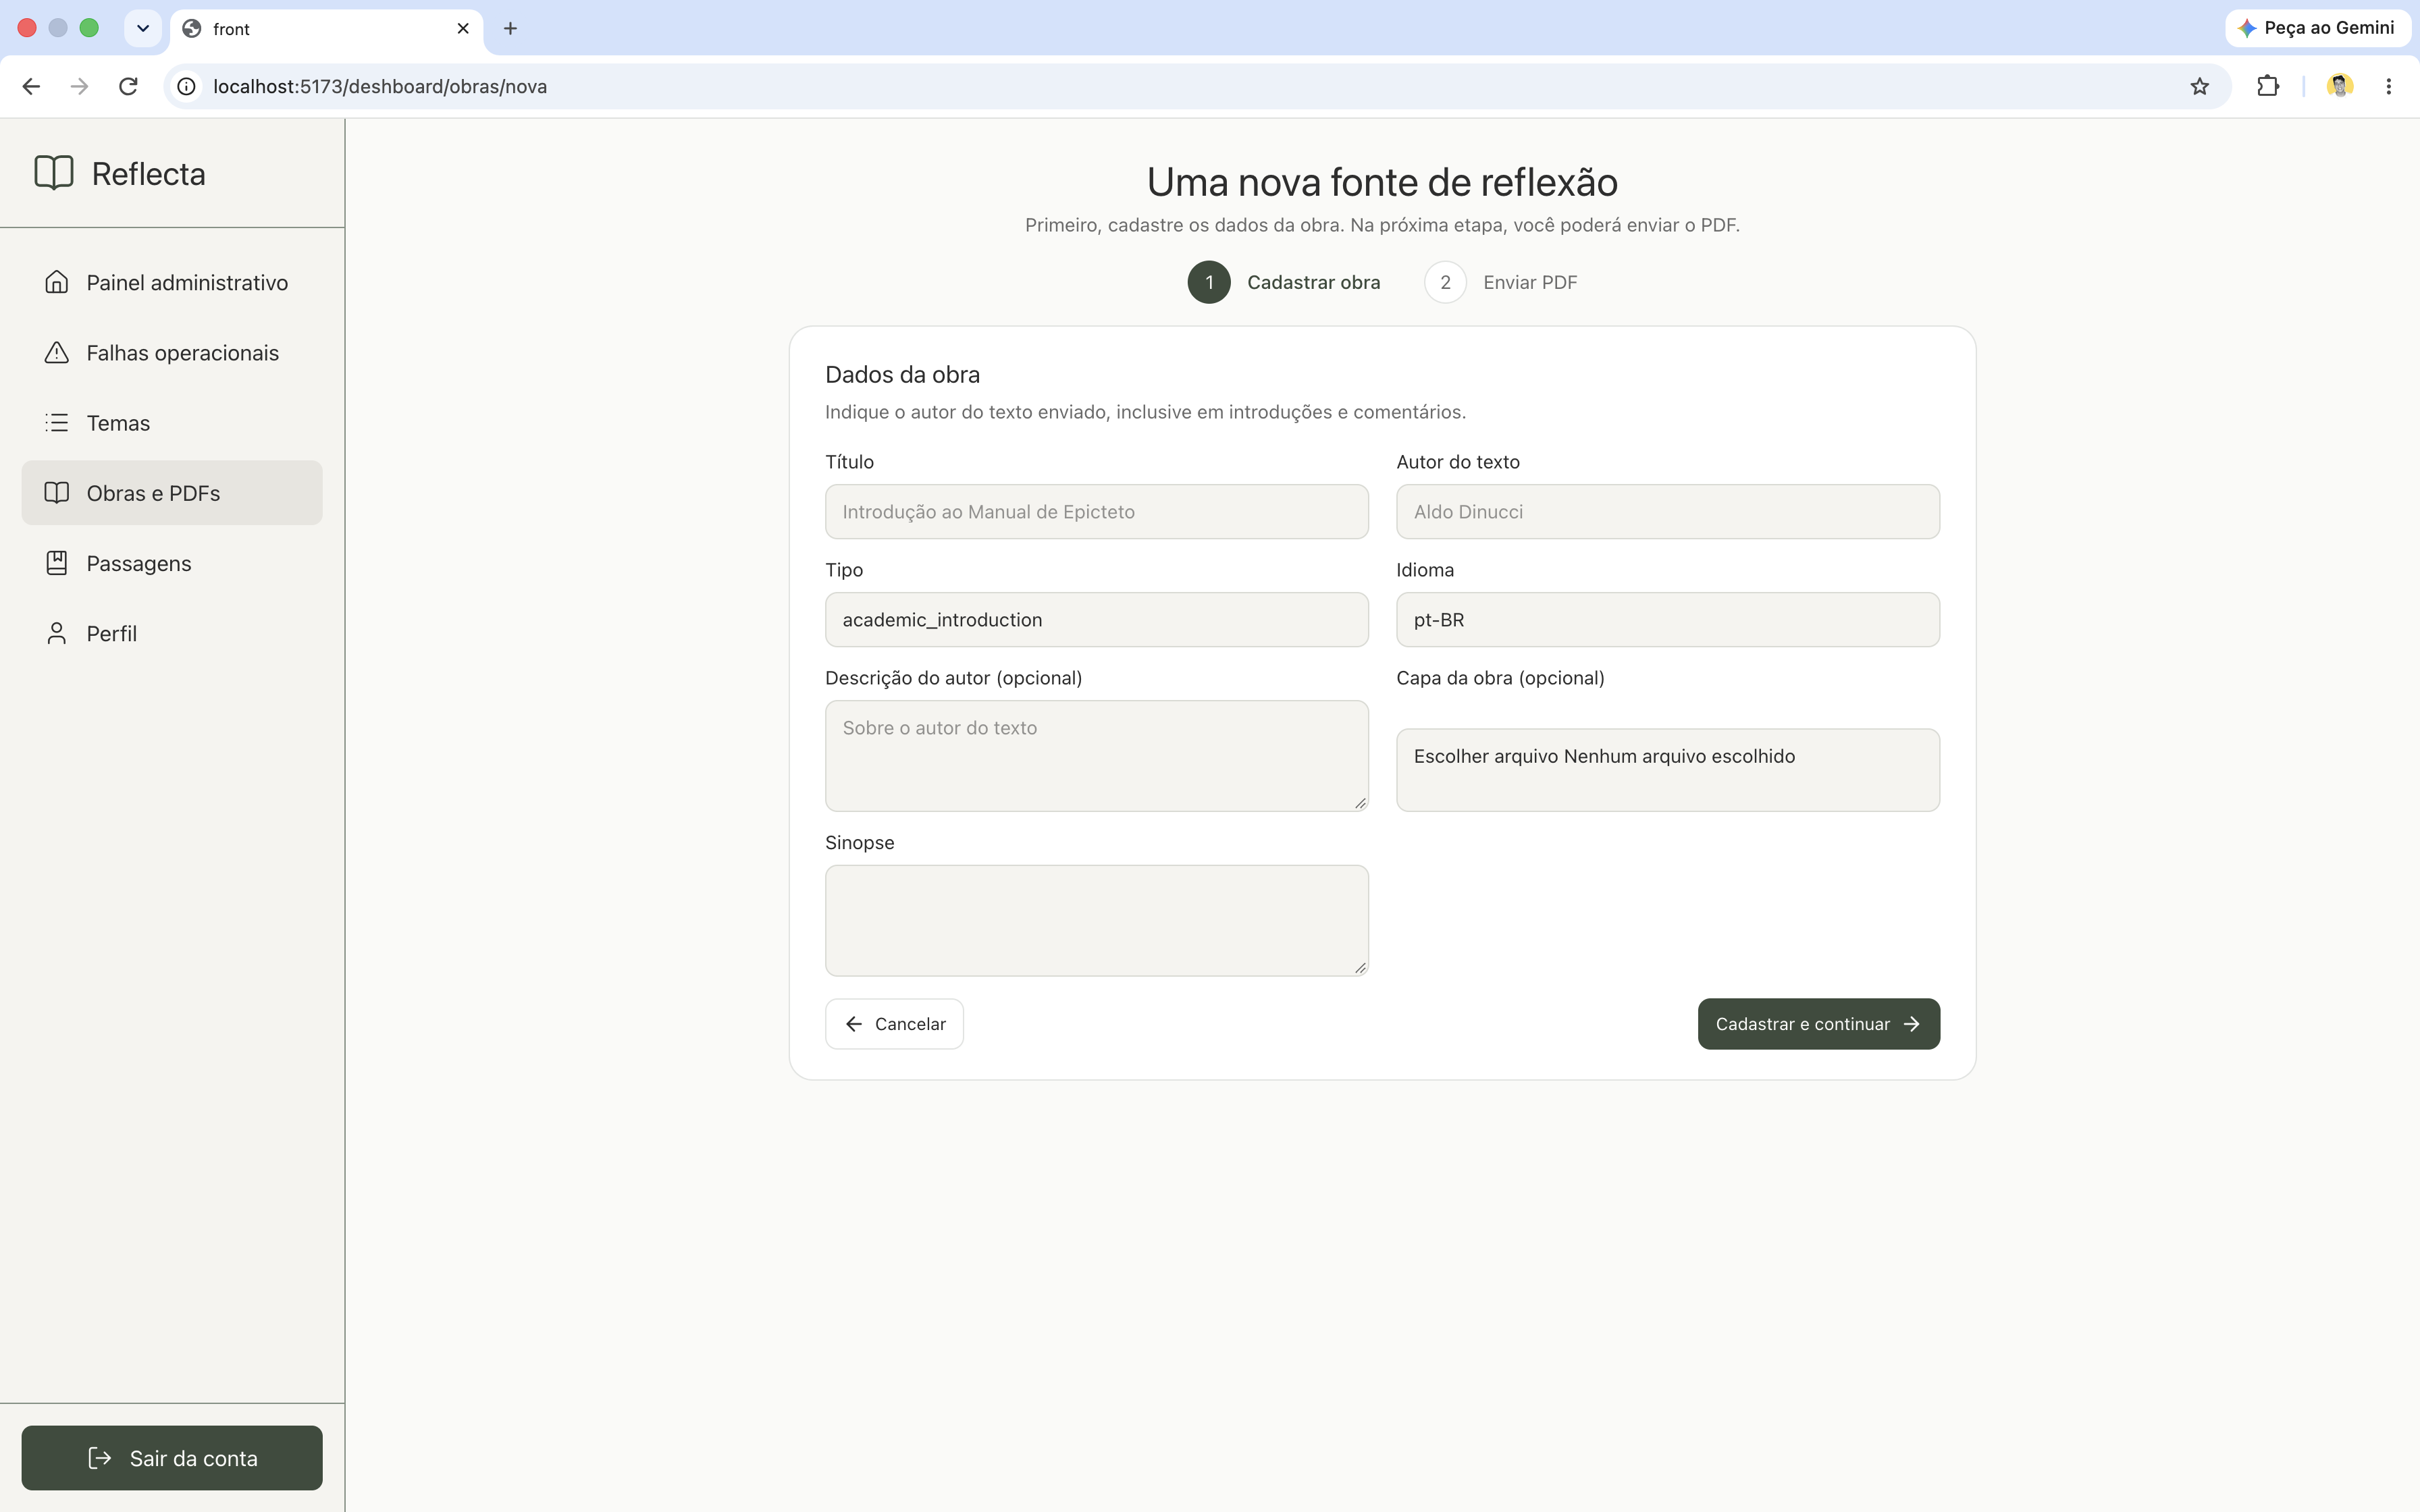 front
Peça ao Gemini
localhost:5173/deshboard/obras/nova
Reflecta
Painel administrativo
Falhas operacionais
Temas
Obras e PDFs
Passagens
Perfil
Sair da conta
Uma nova fonte de reflexão
Primeiro, cadastre os dados da obra. Na próxima etapa, você poderá enviar o PDF.
1 Cadastrar obra 2 Enviar PDF
Dados da obra
Indique o autor do texto enviado, inclusive em introduções e comentários.
Título
Introdução ao Manual de Epicteto
Autor do texto
Aldo Dinucci
Tipo
academic_introduction
Idioma
pt-BR
Descrição do autor (opcional)
Sobre o autor do texto
Capa da obra (opcional)
Escolher arquivo Nenhum arquivo escolhido
Sinopse
Cancelar
Cadastrar e continuar